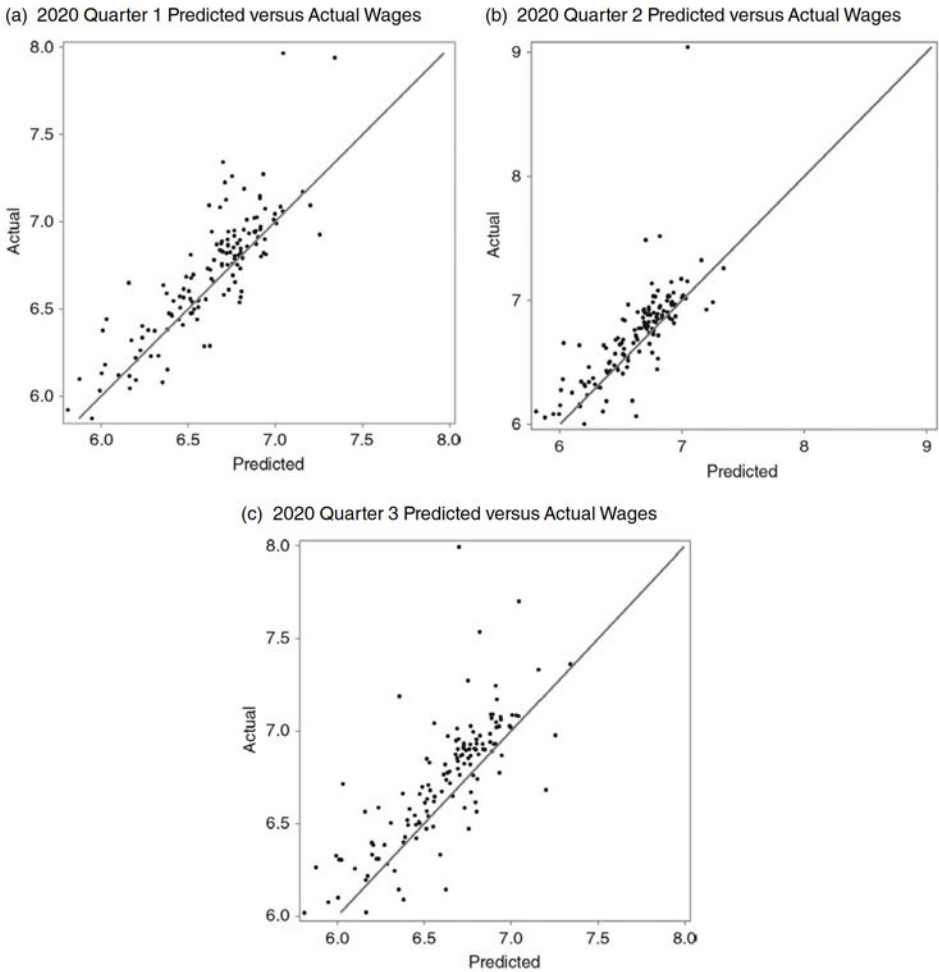 (a) 2020 Quarter 1 Predicted versus Actual Wages
8.0
7.5
7.0
6.5
6.0
Actual
6.0 6.5 7.0 7.5 8.0
Predicted
(b) 2020 Quarter 2 Predicted versus Actual Wages
9
8
7
6
Actual
6 7 8 9
Predicted
(c) 2020 Quarter 3 Predicted versus Actual Wages
8.0
7.5
7.0
6.5
6.0
Actual
6.0 6.5 7.0 7.5 8.0
Predicted